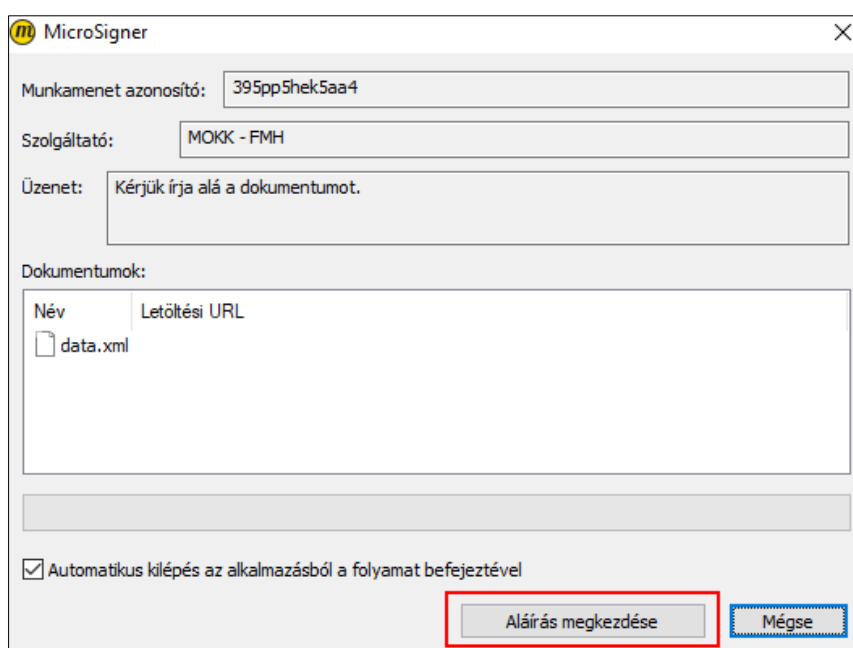 MicroSigner
Munkamenet azonosító: 395pp5hek5aa4
Szolgáltató: MOKK - FMH
Üzenet: Kérjük írja alá a dokumentumot.
Dokumentumok:
Név Letöltési URL
data.xml
Automatikus kilépés az alkalmazásból a folyamat befejeztével
Aláírás megkezdése Mégse